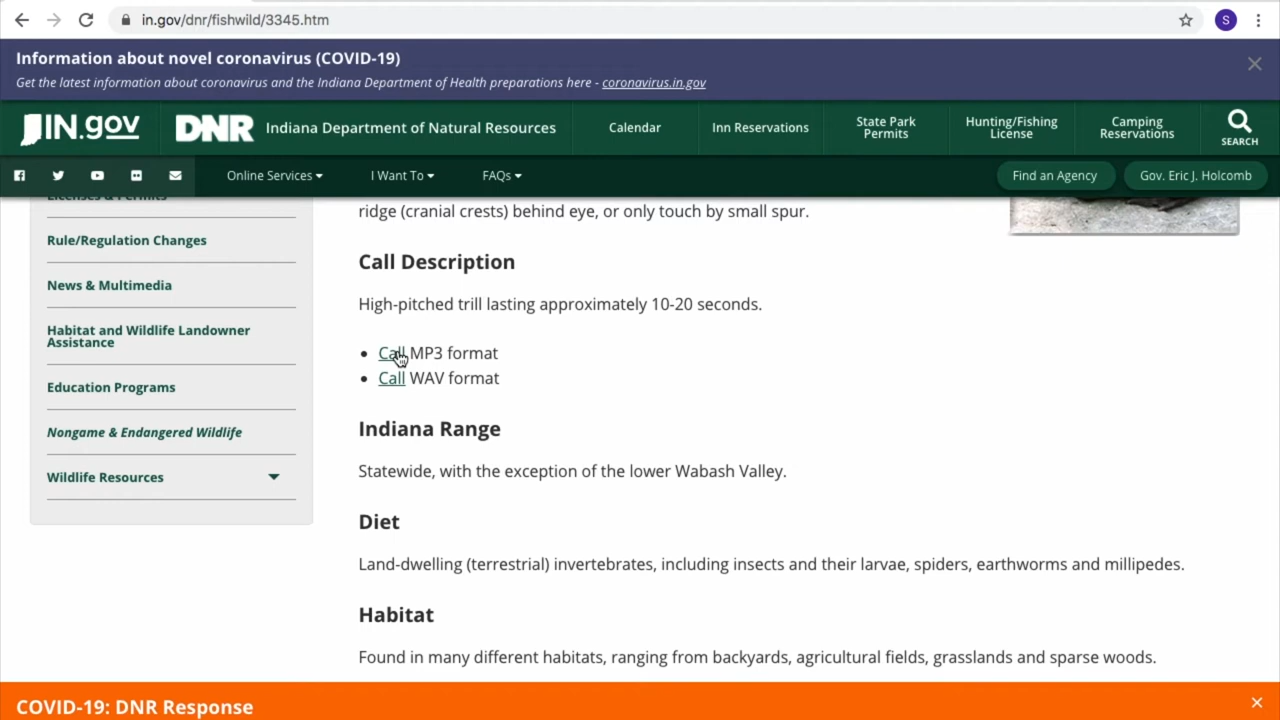 in.gov/dnr/fishwild/3345.htm
S
Information about novel coronavirus (COVID-19)
Get the latest information about coronavirus and the Indiana Department of Health preparations here - coronavirus.in.gov
IN.gov
DNR Indiana Department of Natural Resources
Calendar
Inn Reservations
State Park
Permits
Hunting/Fishing
License
Camping
Reservations
SEARCH
Online Services
I Want To
FAQs
Find an Agency
Gov. Eric J. Holcomb
Licenses & Permits
Rule/Regulation Changes
News & Multimedia
Habitat and Wildlife Landowner
Assistance
Education Programs
Nongame & Endangered Wildlife
Wildlife Resources
ridge (cranial crests) behind eye, or only touch by small spur.
Call Description
High-pitched trill lasting approximately 10-20 seconds.
• Call MP3 format
• Call WAV format
Indiana Range
Statewide, with the exception of the lower Wabash Valley.
Diet
Land-dwelling (terrestrial) invertebrates, including insects and their larvae, spiders, earthworms and millipedes.
Habitat
Found in many different habitats, ranging from backyards, agricultural fields, grasslands and sparse woods.
COVID-19: DNR Response